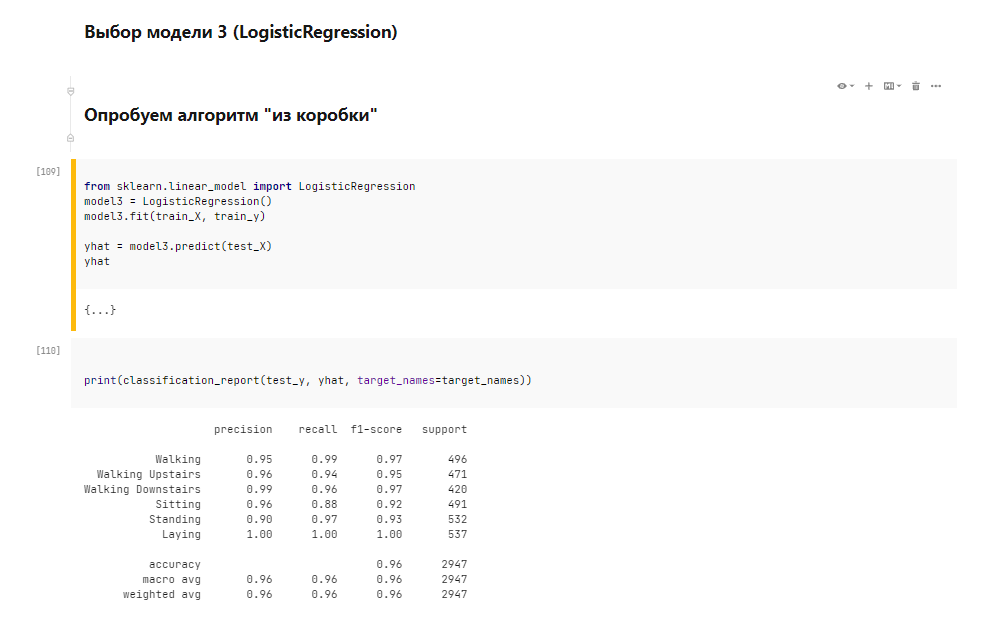 Выбор модели 3 (LogisticRegression)
Опробуем алгоритм "из коробки"
[109]
from sklearn.linear_model import LogisticRegression
model3 = LogisticRegression()
model3.fit(train_X, train_y)
yhat = model3.predict(test_X)
yhat
{...}
[110]
print(classification_report(test_y, yhat, target_names=target_names))
precision recall f1-score support
Walking 0.95 0.99 0.97 496
Walking Upstairs 0.96 0.94 0.95 471
Walking Downstairs 0.99 0.96 0.97 420
Sitting 0.96 0.88 0.92 491
Standing 0.90 0.97 0.93 532
Laying 1.00 1.00 1.00 537
accuracy 0.96 2947
macro avg 0.96 0.96 0.96 2947
weighted avg 0.96 0.96 0.96 2947